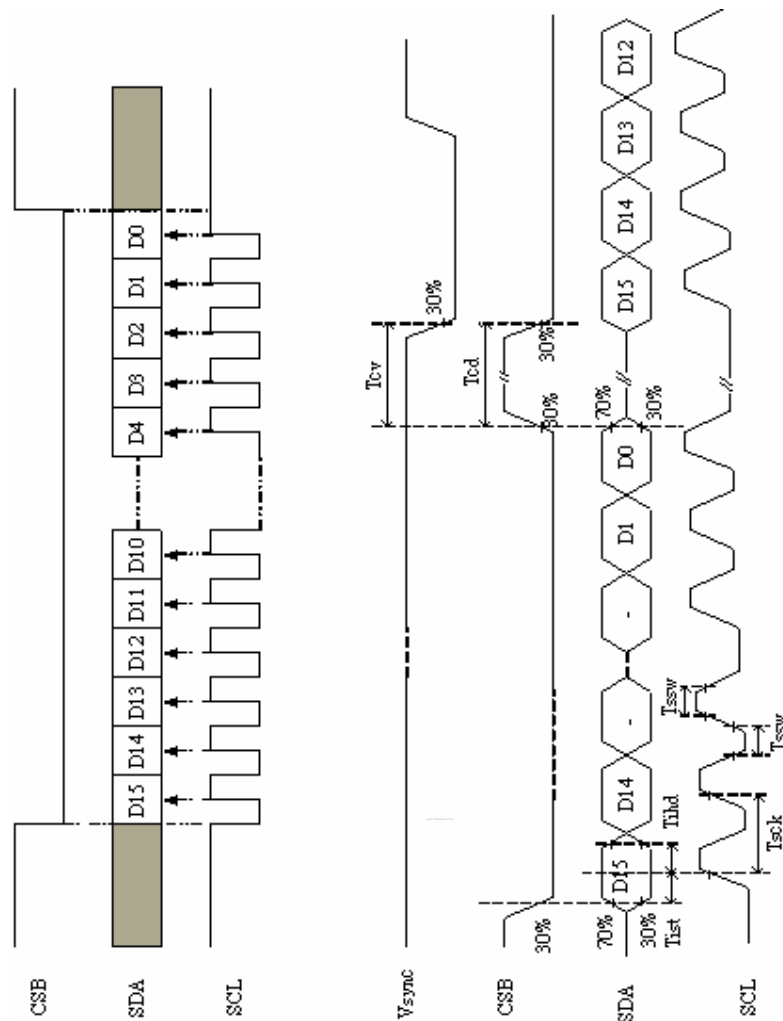 CSB
SDA D15 D14 D13 D12 D11 D10 D4 D3 D2 D1 D0
SCL
Tcv
Vsync
30%
Tcd
CSB
30% 30% 30%
70% 70%
SDA D15 D14 - - D1 D0 D15 D14 D13 D12
30% 30%
Tist Tihd
Tssw
SCL
Tsck Tssw